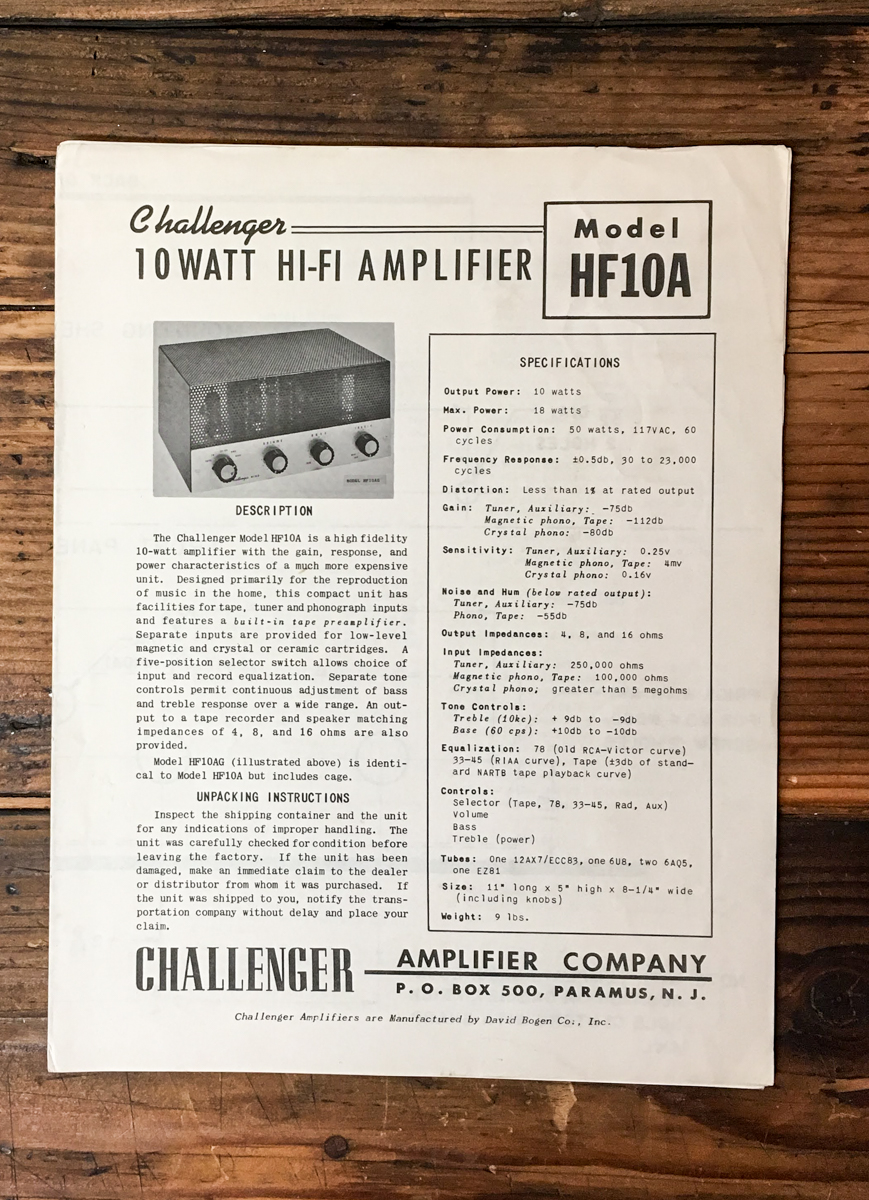 Challenger
10 WATT HI-FI AMPLIFIER
Model
HF10A
MODEL HF10AG
DESCRIPTION
The Challenger Model HF10A is a high fidelity
10-watt amplifier with the gain, response, and
power characteristics of a much more expensive
unit. Designed primarily for the reproduction
of music in the home, this compact unit has
facilities for tape, tuner and phonograph inputs
and features a built-in tape preamplifier.
Separate inputs are provided for low-level
magnetic and crystal or ceramic cartridges. A
five-position selector switch allows choice of
input and record equalization. Separate tone
controls permit continuous adjustment of bass
and treble response over a wide range. An out-
put to a tape recorder and speaker matching
impedances of 4, 8, and 16 ohms are also
provided.
Model HF10AG (illustrated above) is identi-
cal to Model HF10A but includes cage.
UNPACKING INSTRUCTIONS
Inspect the shipping container and the unit
for any indications of improper handling. The
unit was carefully checked for condition before
leaving the factory. If the unit has been
damaged, make an immediate claim to the dealer
or distributor from whom it was purchased. If
the unit was shipped to you, notify the trans-
portation company without delay and place your
claim.
SPECIFICATIONS
Output Power: 10 watts
Max. Power: 18 watts
Power Consumption: 50 watts, 117VAC, 60
cycles
Frequency Response: ±0.5db, 30 to 23,000
cycles
Distortion: Less than 1% at rated output
Gain: Tuner, Auxiliary: -75db
Magnetic phono, Tape: -112db
Crystal phono: -80db
Sensitivity: Tuner, Auxiliary: 0.25v
Magnetic phono, Tape: 4mv
Crystal phono: 0.16v
Noise and Hum (below rated output):
Tuner, Auxiliary: -75db
Phono, Tape: -55db
Output Impedances: 4, 8, and 16 ohms
Input Impedances:
Tuner, Auxiliary: 250,000 ohms
Magnetic phono, Tape: 100,000 ohms
Crystal phono; greater than 5 megohms
Tone Controls:
Treble (10kc): + 9db to -9db
Base (60 cps): +10db to -10db
Equalization: 78 (Old RCA-Victor curve)
33-45 (RIAA curve), Tape (±3db of stand-
ard NARTB tape playback curve)
Controls:
Selector (Tape, 78, 33-45, Rad, Aux)
Volume
Bass
Treble (power)
Tubes: One 12AX7/ECC83, one 6U8, two 6AQ5,
one EZ81
Size: 11" long x 5" high x 8-1/4" wide
(including knobs)
Weight: 9 lbs.
CHALLENGER AMPLIFIER COMPANY
P. O. BOX 500, PARAMUS, N. J.
Challenger Amplifiers are Manufactured by David Bogen Co., Inc.